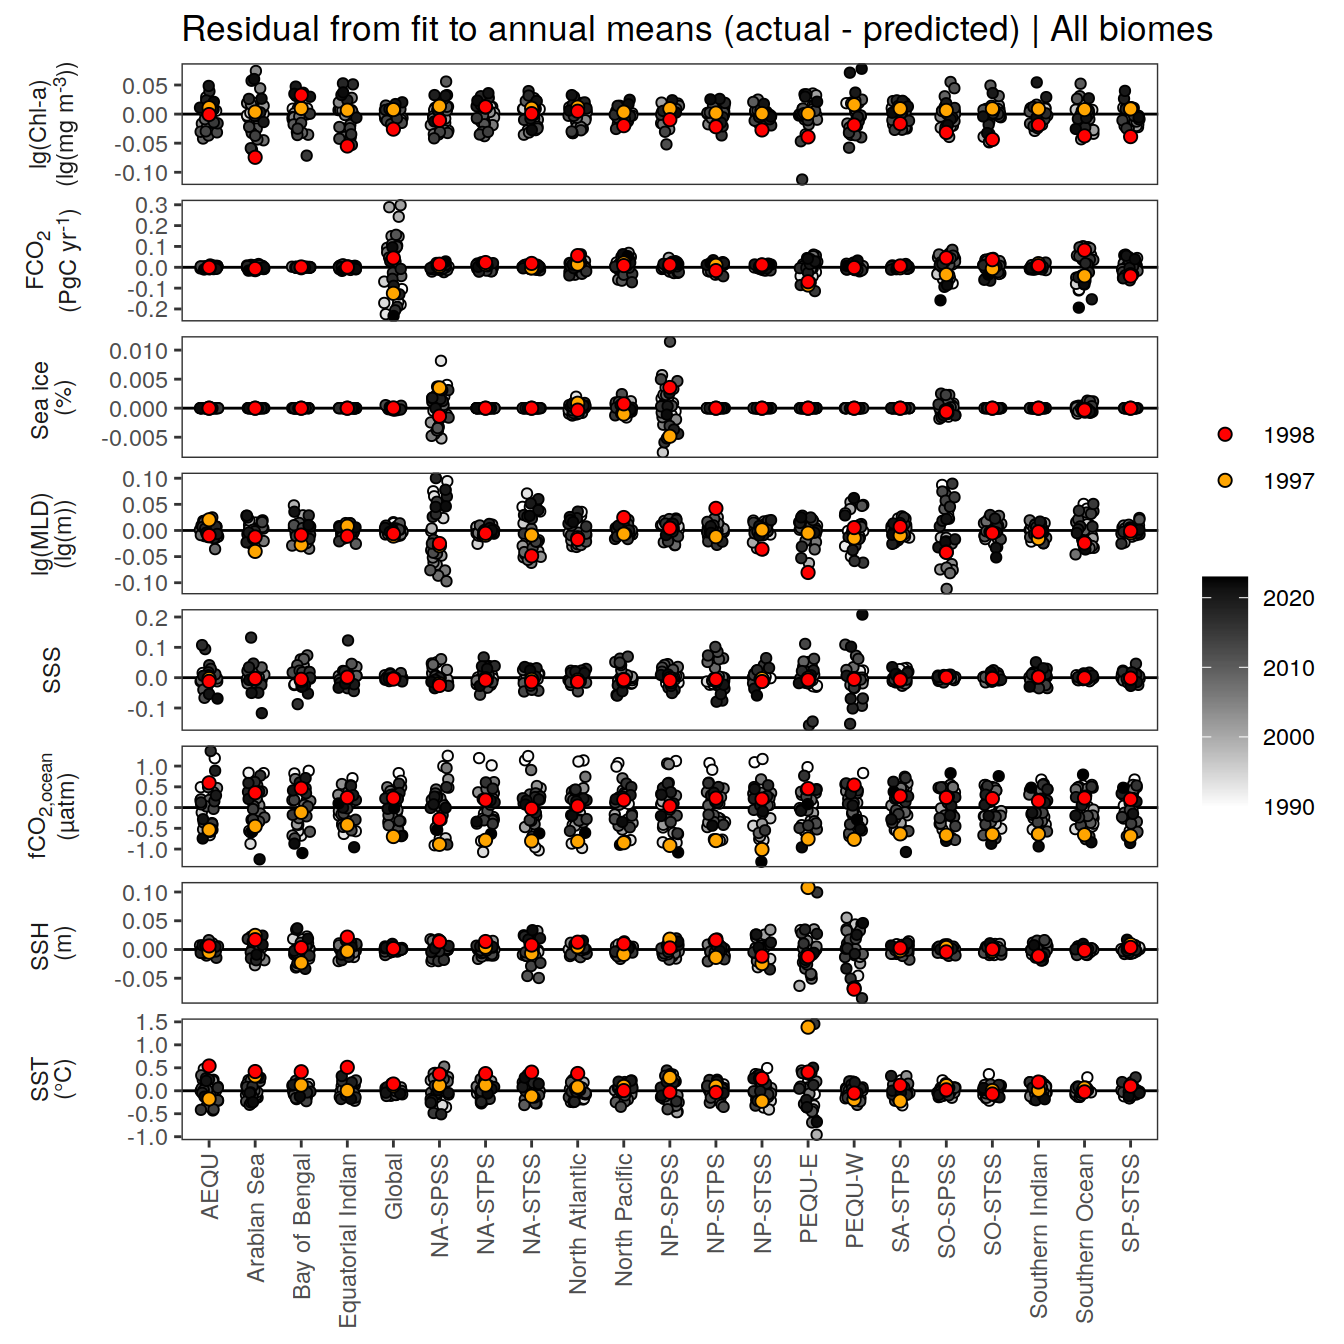 Residual from fit to annual means (actual - predicted) | All biomes
lg(Chl-a)
(lg(mg m⁻³))
0.05
0.00
-0.05
-0.10
FCO₂
(PgC yr⁻¹)
0.3
0.2
0.1
0.0
-0.1
-0.2
Sea ice
(%)
0.010
0.005
0.000
-0.005
lg(MLD)
(lg(m))
0.10
0.05
0.00
-0.05
-0.10
SSS
0.2
0.1
0.0
-0.1
fCO₂,ocean
(µatm)
1.0
0.5
0.0
-0.5
-1.0
SSH
(m)
0.10
0.05
0.00
-0.05
SST
(°C)
1.5
1.0
0.5
0.0
-0.5
-1.0
AEQU
Arabian Sea
Bay of Bengal
Equatorial Indian
Global
NA-SPSS
NA-STPS
NA-STSS
North Atlantic
North Pacific
NP-SPSS
NP-STPS
NP-STSS
PEQU-E
PEQU-W
SA-STPS
SO-SPSS
SO-STSS
Southern Indian
Southern Ocean
SP-STSS
1998
1997
2020
2010
2000
1990